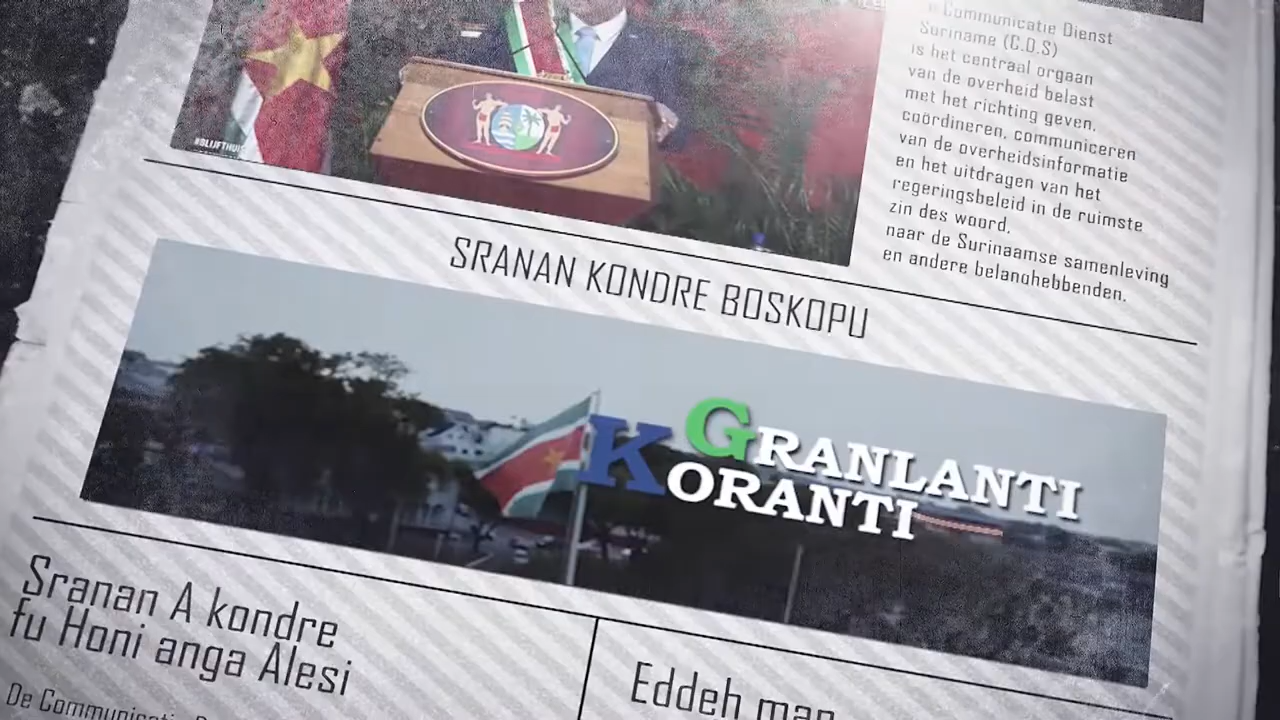 Communicatie Dienst
Suriname (C.D.S)
is het centraal orgaan
van de overheid belast
met het richting geven,
coördineren, communiceren
van de overheidsinformatie
en het uitdragen van het
regeringsbeleid in de ruimste
zin des woord,
naar de Surinaamse samenleving
en andere belanghebbenden.
SRANAN KONDRE BOSKOPU
GRANLANTI
KORANTI
Sranan A kondre
fu Honi anga Alesi
De
Eddeh man